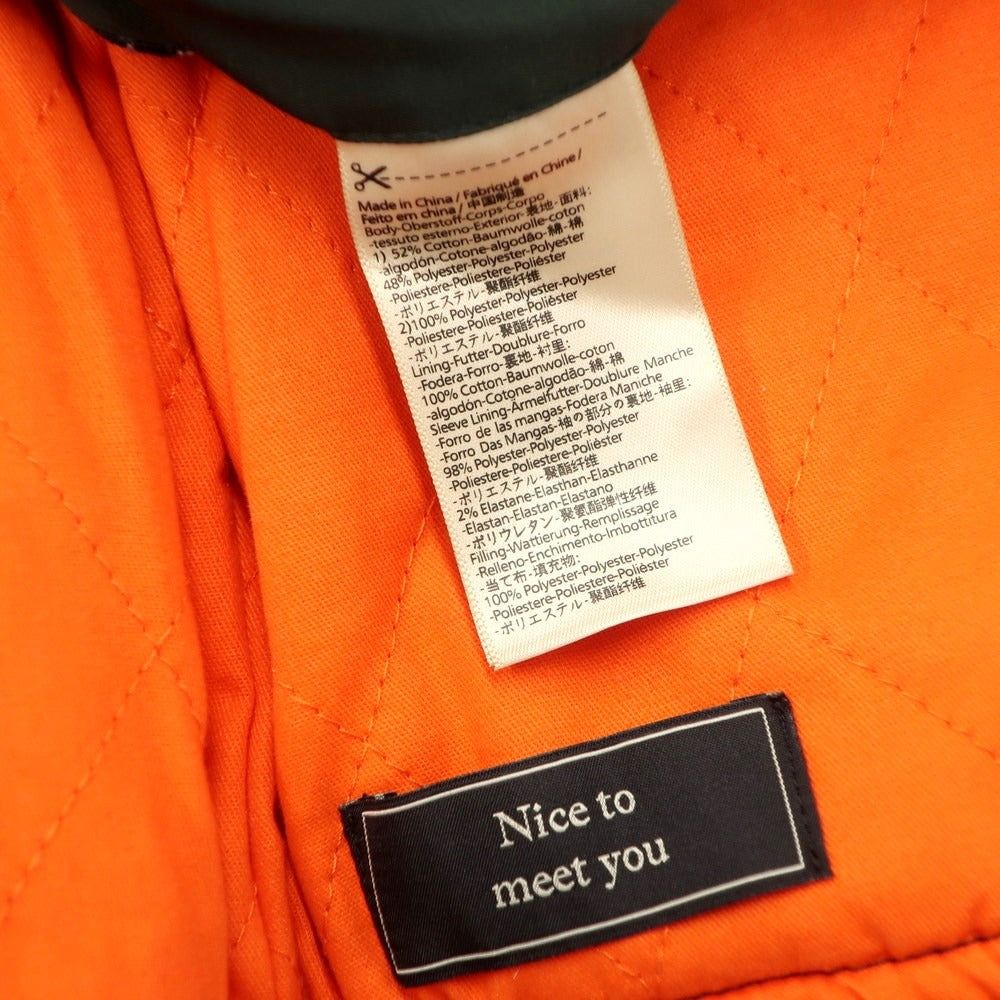 Made in China / Fabriqué en Chine /
Feito em china / 中国制造
Body-Oberstoff-Corps-Corpo
-tessuto esterno-Exterior-表地-面料:
1) 52% Cotton-Baumwolle-coton
-algodón-Cotone-algodão-綿-棉
48% Polyester-Polyester-Polyester
-Poliestere-Poliestere-Poliéster
-ポリエステル-聚酯纤维
2)100% Polyester-Polyester-Polyester
Poliestere-Poliestere-Poliéster
-ポリエステル-聚酯纤维
Lining-Futter-Doublure-Forro
-Fodera-Forro-裏地-衬里:
100% Cotton-Baumwolle-coton
-algodón-Cotone-algodão-綿-棉
Sleeve Lining-Ärmelfutter-Doublure Manche
-Forro de las mangas-Fodera Maniche
-Forro Das Mangas-袖の部分の裏地-袖里:
98% Polyester-Polyester-Polyester
-Poliestere-Poliestere-Poliéster
-ポリエステル-聚酯纤维
2% Elastane-Elasthan-Elasthanne
-Elastan-Elastan-Elastano
-ポリウレタン-聚氨酯弹性纤维
Filling-Wattierung-Remplissage
-Relleno-Enchimento-Imbottitura
-当て布-填充物:
100% Polyester-Polyester-Polyester
-Poliestere-Poliestere-Poliéster
-ポリエステル-聚酯纤维
Nice to
meet you